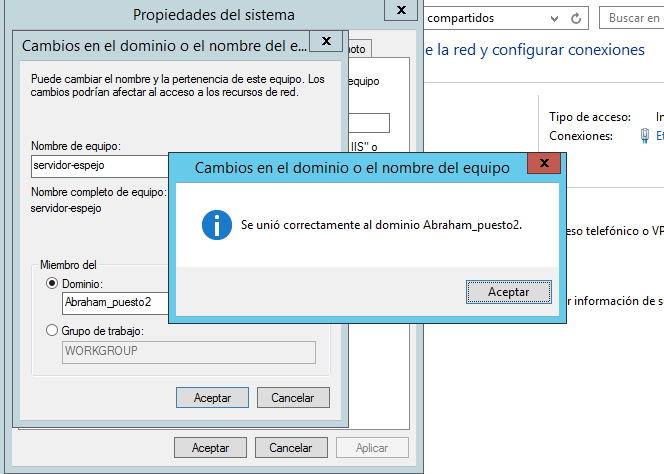 Propiedades del sistema
x
compartidos
Buscar en
Cambios en el dominio o el nombre del e...
x
Puede cambiar el nombre y la pertenencia de este equipo. Los
cambios podrían afectar al acceso a los recursos de red.
equipo
e la red y configurar conexiones
Tipo de acceso:
Conexiones:
Nombre de equipo:
servidor-espejo
IIS" o
Nombre completo de equipo:
servidor-espejo
Cambios en el dominio o el nombre del equipo
x
Se unió correctamente al dominio Abraham_puesto2.
Aceptar
Miembro del
Dominio:
Abraham_puesto2
Grupo de trabajo:
WORKGROUP
eso telefónico o VP
r información de s
Aceptar
Cancelar
Aceptar
Cancelar
Aplicar